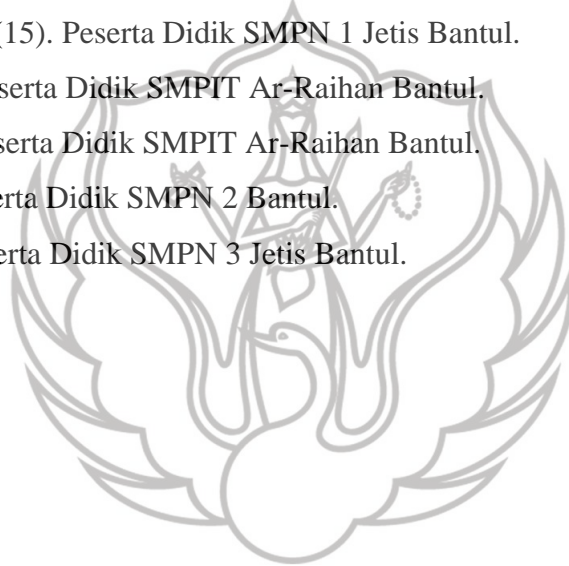 (15). Peserta Didik SMPN 1 Jetis Bantul.
serta Didik SMPIT Ar-Raihan Bantul.
serta Didik SMPIT Ar-Raihan Bantul.
erta Didik SMPN 2 Bantul.
erta Didik SMPN 3 Jetis Bantul.